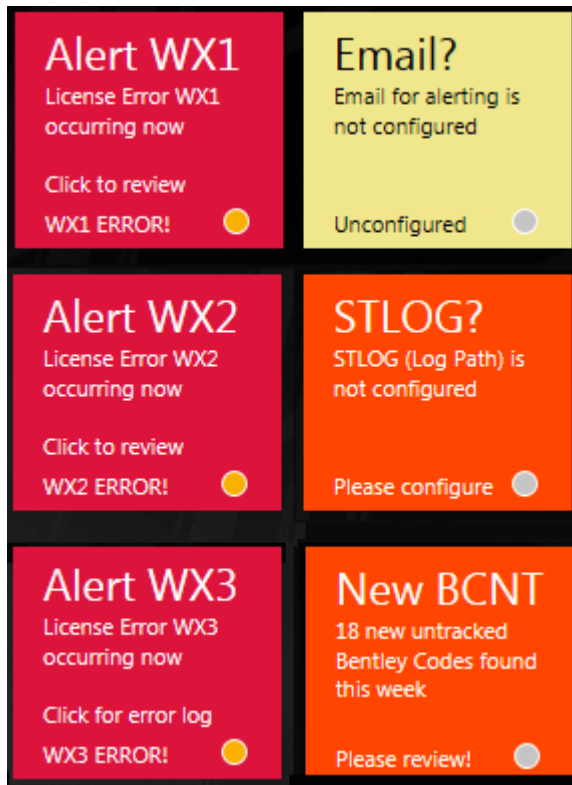 Alert WX1
License Error WX1
occurring now
Click to review
WX1 ERROR!
Email?
Email for alerting is
not configured
Unconfigured
Alert WX2
License Error WX2
occurring now
Click to review
WX2 ERROR!
STLOG?
STLOG (Log Path) is
not configured
Please configure
Alert WX3
License Error WX3
occurring now
Click for error log
WX3 ERROR!
New BCNT
18 new untracked
Bentley Codes found
this week
Please review!